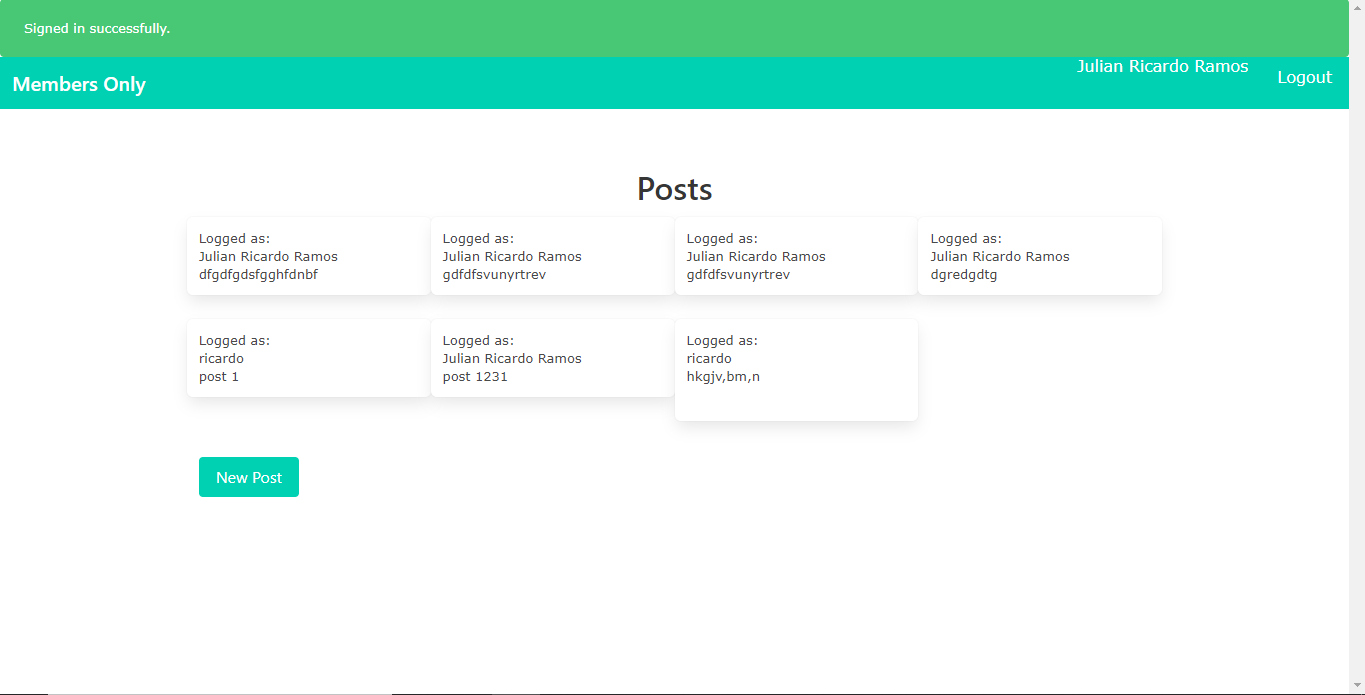 Signed in successfully.
Members Only
Julian Ricardo Ramos
Logout
Posts
Logged as:
Julian Ricardo Ramos
dfgdfgdsfgghfdnbf
Logged as:
Julian Ricardo Ramos
gdfdfsvunyrtrev
Logged as:
Julian Ricardo Ramos
gdfdfsvunyrtrev
Logged as:
Julian Ricardo Ramos
dgredgdtg
Logged as:
ricardo
post 1
Logged as:
Julian Ricardo Ramos
post 1231
Logged as:
ricardo
hkgjv,bm,n
New Post